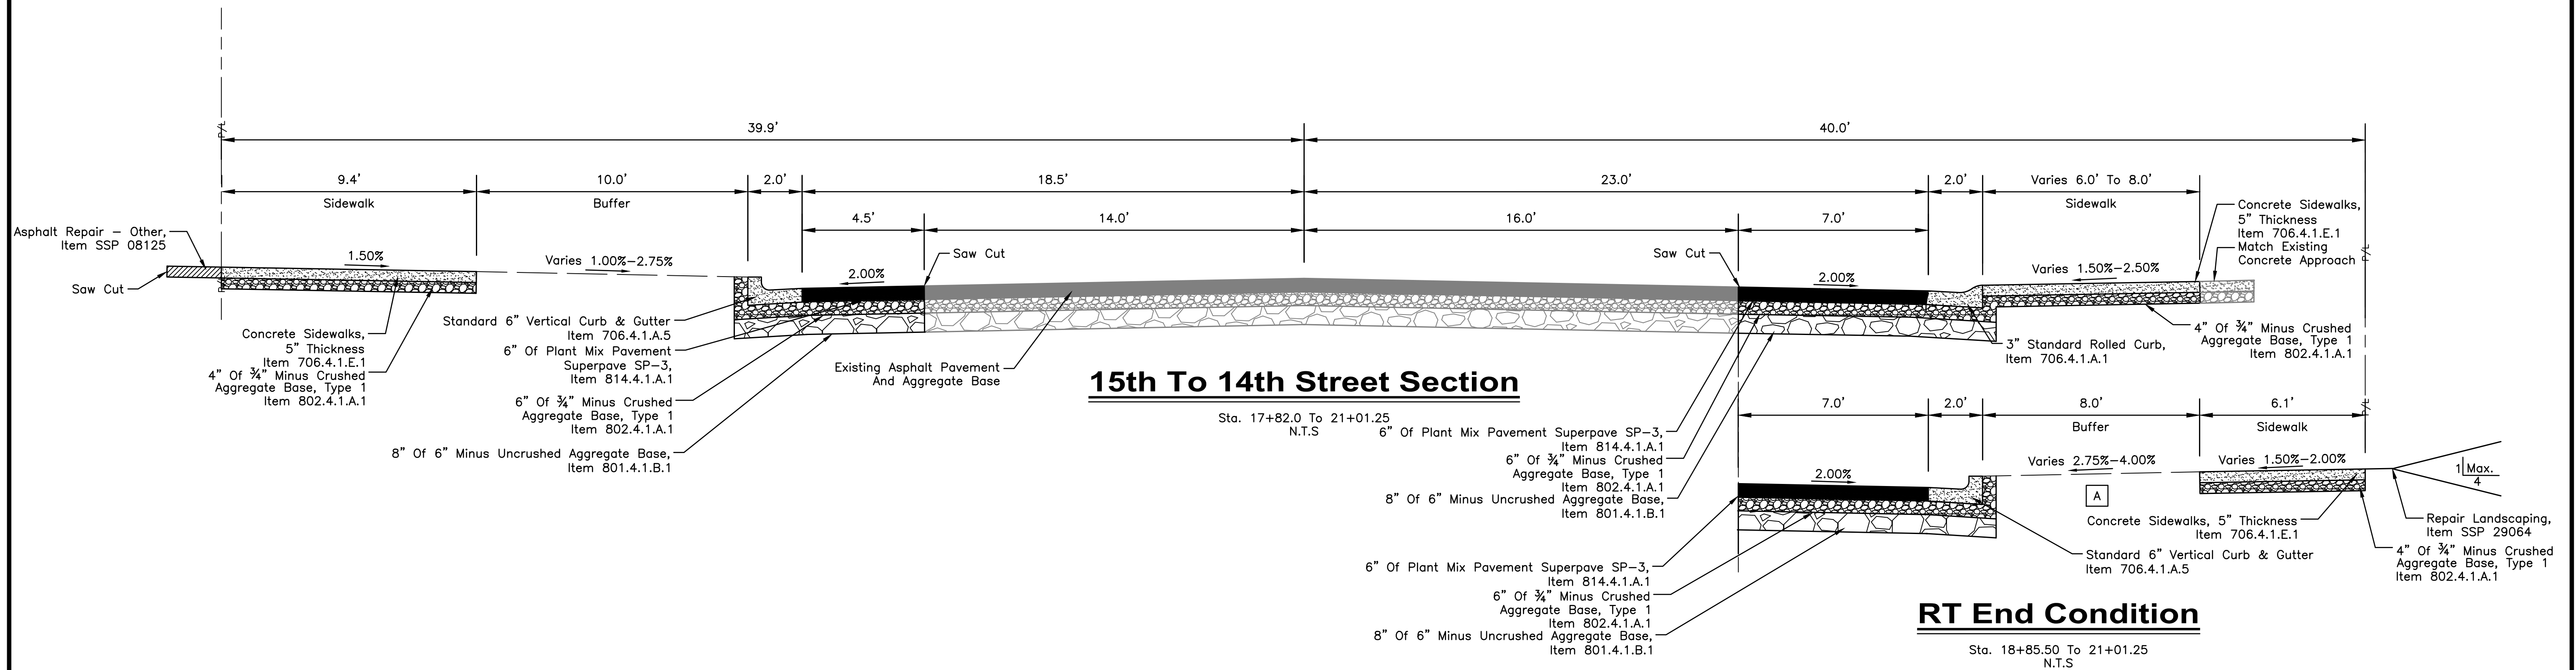 39.9'
40.0'
9.4'
10.0'
2.0'
18.5'
23.0'
2.0'
Varies 6.0' To 8.0'
Sidewalk
Buffer
Sidewalk
4.5'
14.0'
16.0'
7.0'
P/L
P/L
Asphalt Repair – Other,
Item SSP 08125
Saw Cut
1.50%
Varies 1.00%–2.75%
2.00%
Saw Cut
Saw Cut
2.00%
Varies 1.50%–2.50%
Concrete Sidewalks,
5" Thickness
Item 706.4.1.E.1
Match Existing
Concrete Approach
Concrete Sidewalks,
5" Thickness
Item 706.4.1.E.1
4" Of ¾" Minus Crushed
Aggregate Base, Type 1
Item 802.4.1.A.1
Standard 6" Vertical Curb & Gutter
Item 706.4.1.A.5
6" Of Plant Mix Pavement
Superpave SP–3,
Item 814.4.1.A.1
6" Of ¾" Minus Crushed
Aggregate Base, Type 1
Item 802.4.1.A.1
8" Of 6" Minus Uncrushed Aggregate Base,
Item 801.4.1.B.1
Existing Asphalt Pavement
And Aggregate Base
15th To 14th Street Section
Sta. 17+82.0 To 21+01.25
N.T.S
6" Of Plant Mix Pavement Superpave SP–3,
Item 814.4.1.A.1
6" Of ¾" Minus Crushed
Aggregate Base, Type 1
Item 802.4.1.A.1
8" Of 6" Minus Uncrushed Aggregate Base,
Item 801.4.1.B.1
3" Standard Rolled Curb,
Item 706.4.1.A.1
4" Of ¾" Minus Crushed
Aggregate Base, Type 1
Item 802.4.1.A.1
7.0'
2.0'
8.0'
6.1'
Buffer
Sidewalk
P/L
2.00%
Varies 2.75%–4.00%
Varies 1.50%–2.00%
A
1
Max.
4
Concrete Sidewalks, 5" Thickness
Item 706.4.1.E.1
Repair Landscaping,
Item SSP 29064
Standard 6" Vertical Curb & Gutter
Item 706.4.1.A.5
4" Of ¾" Minus Crushed
Aggregate Base, Type 1
Item 802.4.1.A.1
6" Of Plant Mix Pavement Superpave SP–3,
Item 814.4.1.A.1
6" Of ¾" Minus Crushed
Aggregate Base, Type 1
Item 802.4.1.A.1
8" Of 6" Minus Uncrushed Aggregate Base,
Item 801.4.1.B.1
RT End Condition
Sta. 18+85.50 To 21+01.25
N.T.S